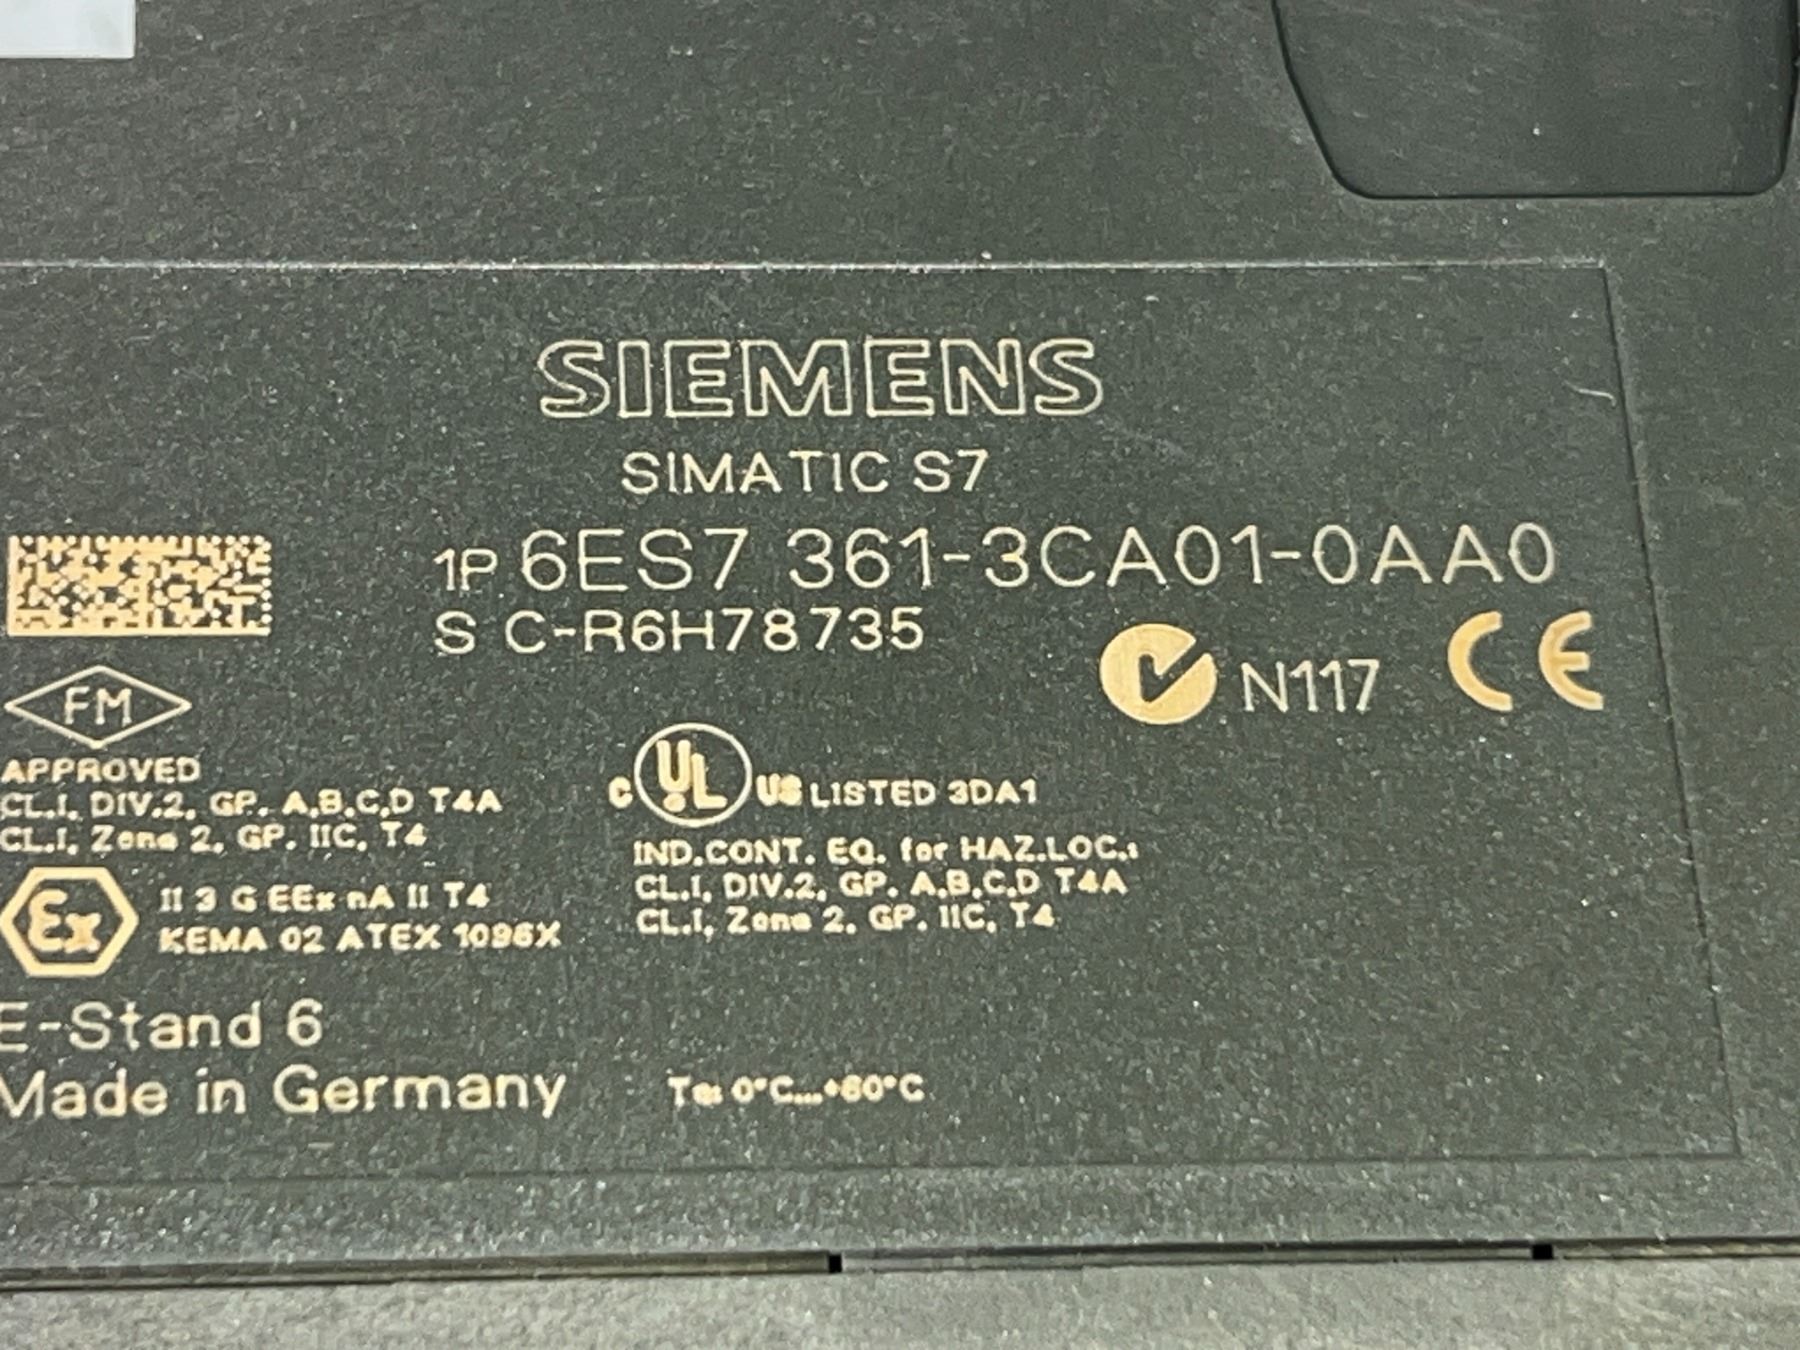 SIEMENS
SIMATIC S7
1P 6ES7 361-3CA01-0AA0
S C-R6H78735
N117 CE
FM
APPROVED
CL.I, DIV.2, GP. A,B,C,D T4A
CL.I, Zone 2, GP. IIC, T4
C UL US LISTED 3DA1
IND.CONT. EQ. for HAZ.LOC.:
CL.I, DIV.2, GP. A,B,C,D T4A
CL.I, Zone 2, GP. IIC, T4
Ex
II 3 G EEx nA II T4
KEMA 02 ATEX 1096X
E-Stand 6
Made in Germany
Ta: 0°C...+60°C